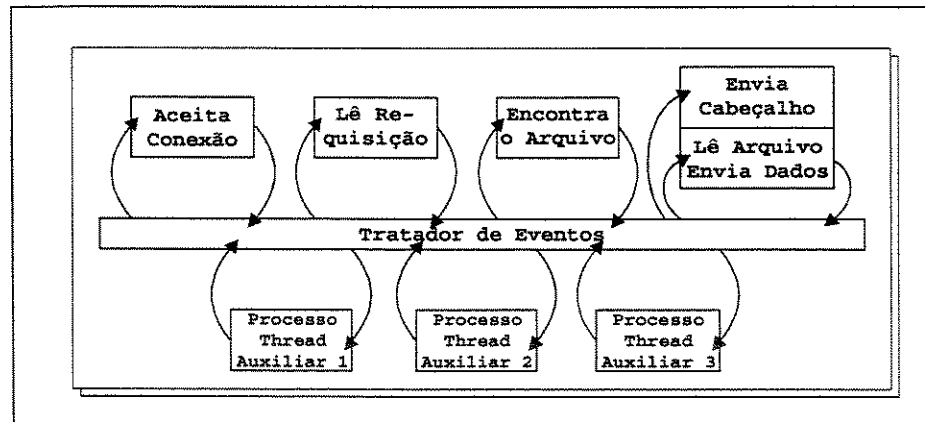 Aceita
Conexão
Lê Re-
quisição
Encontra
o Arquivo
Envia
Cabeçalho
Lê Arquivo
Envia Dados
Tratador de Eventos
Processo
Thread
Auxiliar 1
Processo
Thread
Auxiliar 2
Processo
Thread
Auxiliar 3